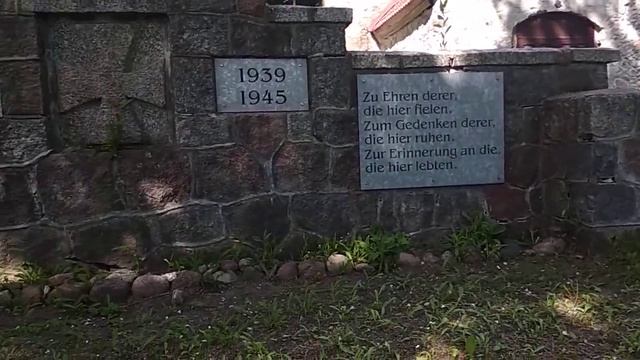 1939
1945
Zu Ehren derer,
die hier fielen.
Zum Gedenken derer,
die hier ruhen.
Zur Erinnerung an die,
die hier lebten.